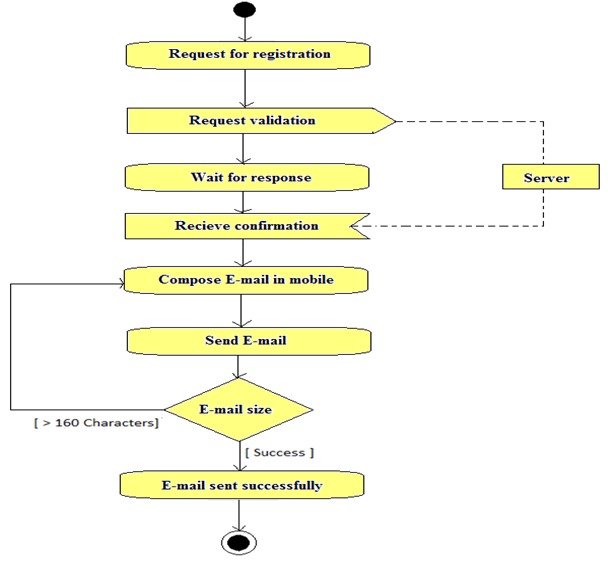 Request for registration
Request validation
Wait for response
Server
Recieve confirmation
Compose E-mail in mobile
Send E-mail
E-mail size
[ > 160 Characters]
[ Success ]
E-mail sent successfully